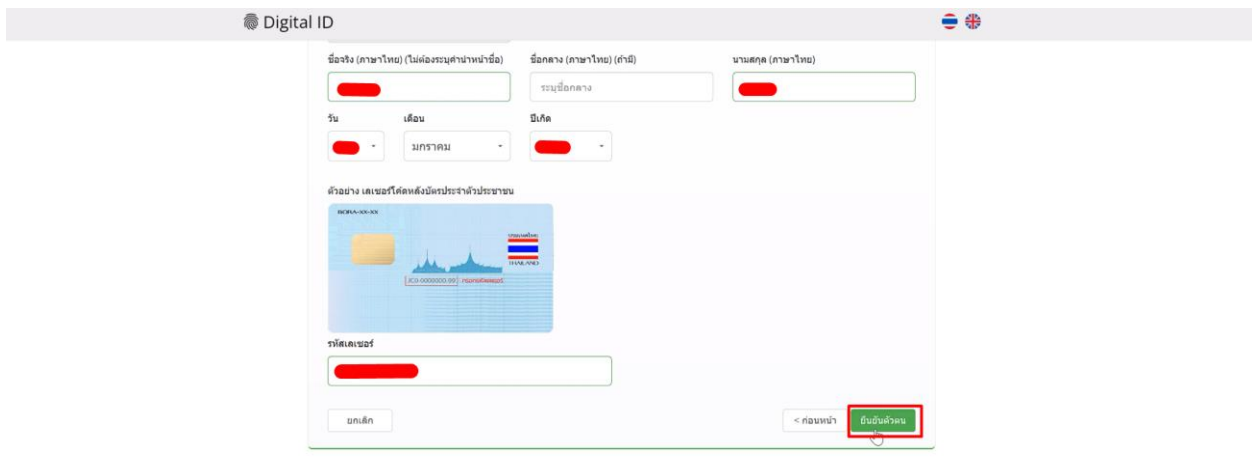 Digital ID
ชื่อจริง (ภาษาไทย) (ไม่ต้องระบุคำนำหน้าชื่อ) ชื่อกลาง (ภาษาไทย) (ถ้ามี) นามสกุล (ภาษาไทย)
ระบุชื่อกลาง
วัน เดือน ปีเกิด
มกราคม
ตัวอย่าง เลเซอร์โค้ดหลังบัตรประจำตัวประชาชน
BORA-XX-XX
THAILAND
รหัสเลเซอร์
ยกเลิก < ก่อนหน้า ยืนยันตัวตน